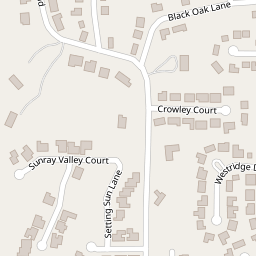 Black Oak Lane
d
Crowley Court
Sunray Valley Court
Setting Sun Lane
Westridge D